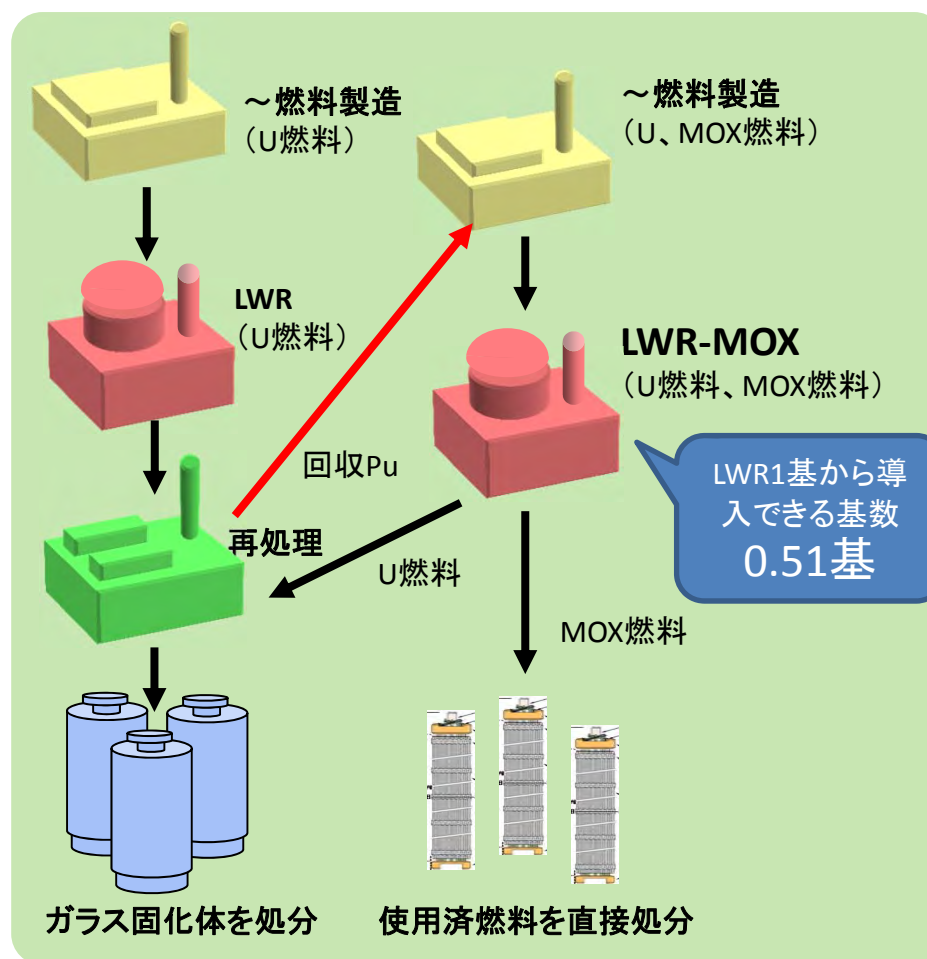 ~燃料製造
(U燃料)
~燃料製造
(U、MOX燃料)
LWR
(U燃料)
LWR-MOX
(U燃料、MOX燃料)
回収Pu
再処理
U燃料
MOX燃料
LWR1基から導
入できる基数
0.51基
ガラス固化体を処分
使用済燃料を直接処分